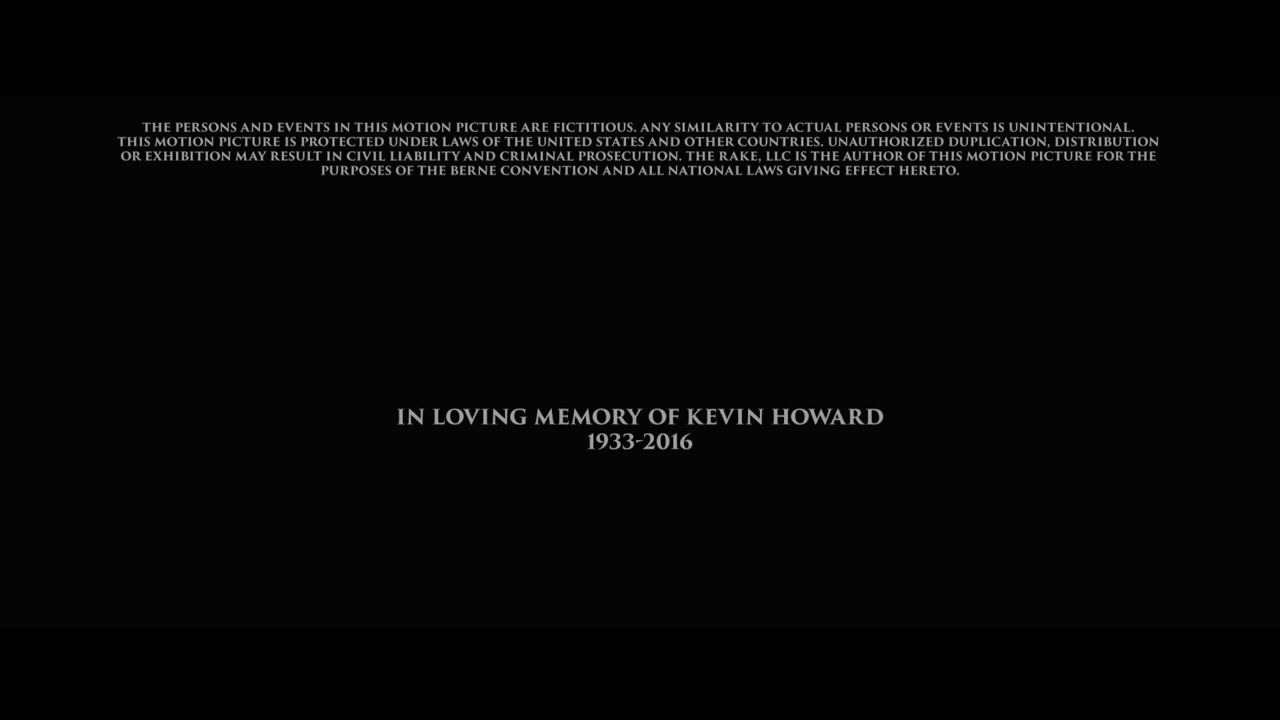 THE PERSONS AND EVENTS IN THIS MOTION PICTURE ARE FICTITIOUS. ANY SIMILARITY TO ACTUAL PERSONS OR EVENTS IS UNINTENTIONAL.
THIS MOTION PICTURE IS PROTECTED UNDER LAWS OF THE UNITED STATES AND OTHER COUNTRIES. UNAUTHORIZED DUPLICATION, DISTRIBUTION
OR EXHIBITION MAY RESULT IN CIVIL LIABILITY AND CRIMINAL PROSECUTION. THE RAKE, LLC IS THE AUTHOR OF THIS MOTION PICTURE FOR THE
PURPOSES OF THE BERNE CONVENTION AND ALL NATIONAL LAWS GIVING EFFECT HERETO.
IN LOVING MEMORY OF KEVIN HOWARD
1933-2016